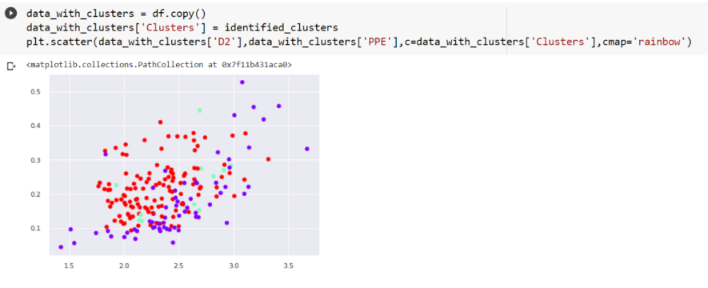 data_with_clusters = df.copy()
data_with_clusters['Clusters'] = identified_clusters
plt.scatter(data_with_clusters['D2'],data_with_clusters['PPE'],c=data_with_clusters['Clusters'],cmap='rainbow')
<matplotlib.collections.PathCollection at 0x7f11b431aca0>
0.5
0.4
0.3
0.2
0.1
1.5 2.0 2.5 3.0 3.5